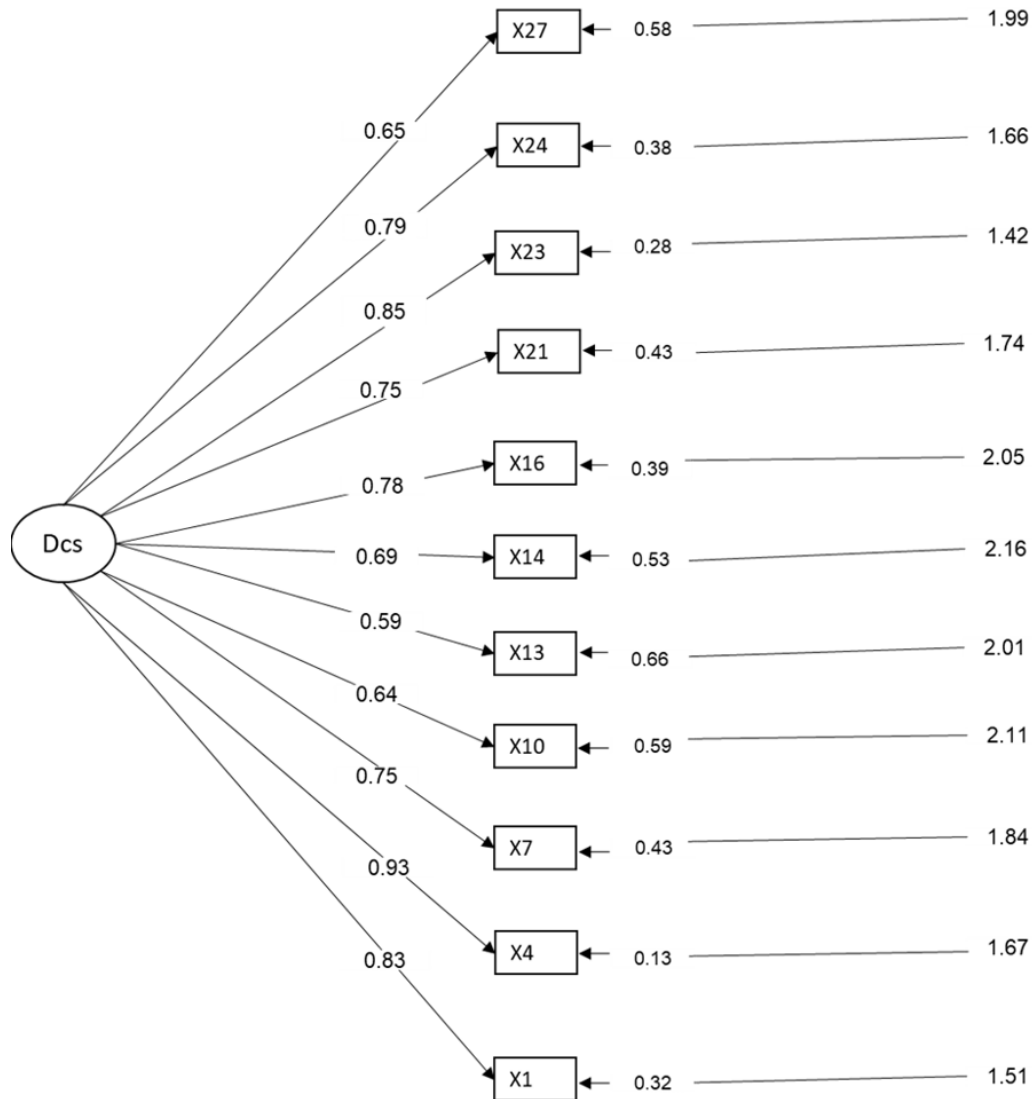 X27 0.58 1.99
0.65
X24 0.38 1.66
0.79
X23 0.28 1.42
0.85
X21 0.43 1.74
0.75
X16 0.39 2.05
0.78
Dcs
0.69 X14 0.53 2.16
0.59
X13 0.66 2.01
0.64
X10 0.59 2.11
0.75
X7 0.43 1.84
0.93
X4 0.13 1.67
0.83
X1 0.32 1.51